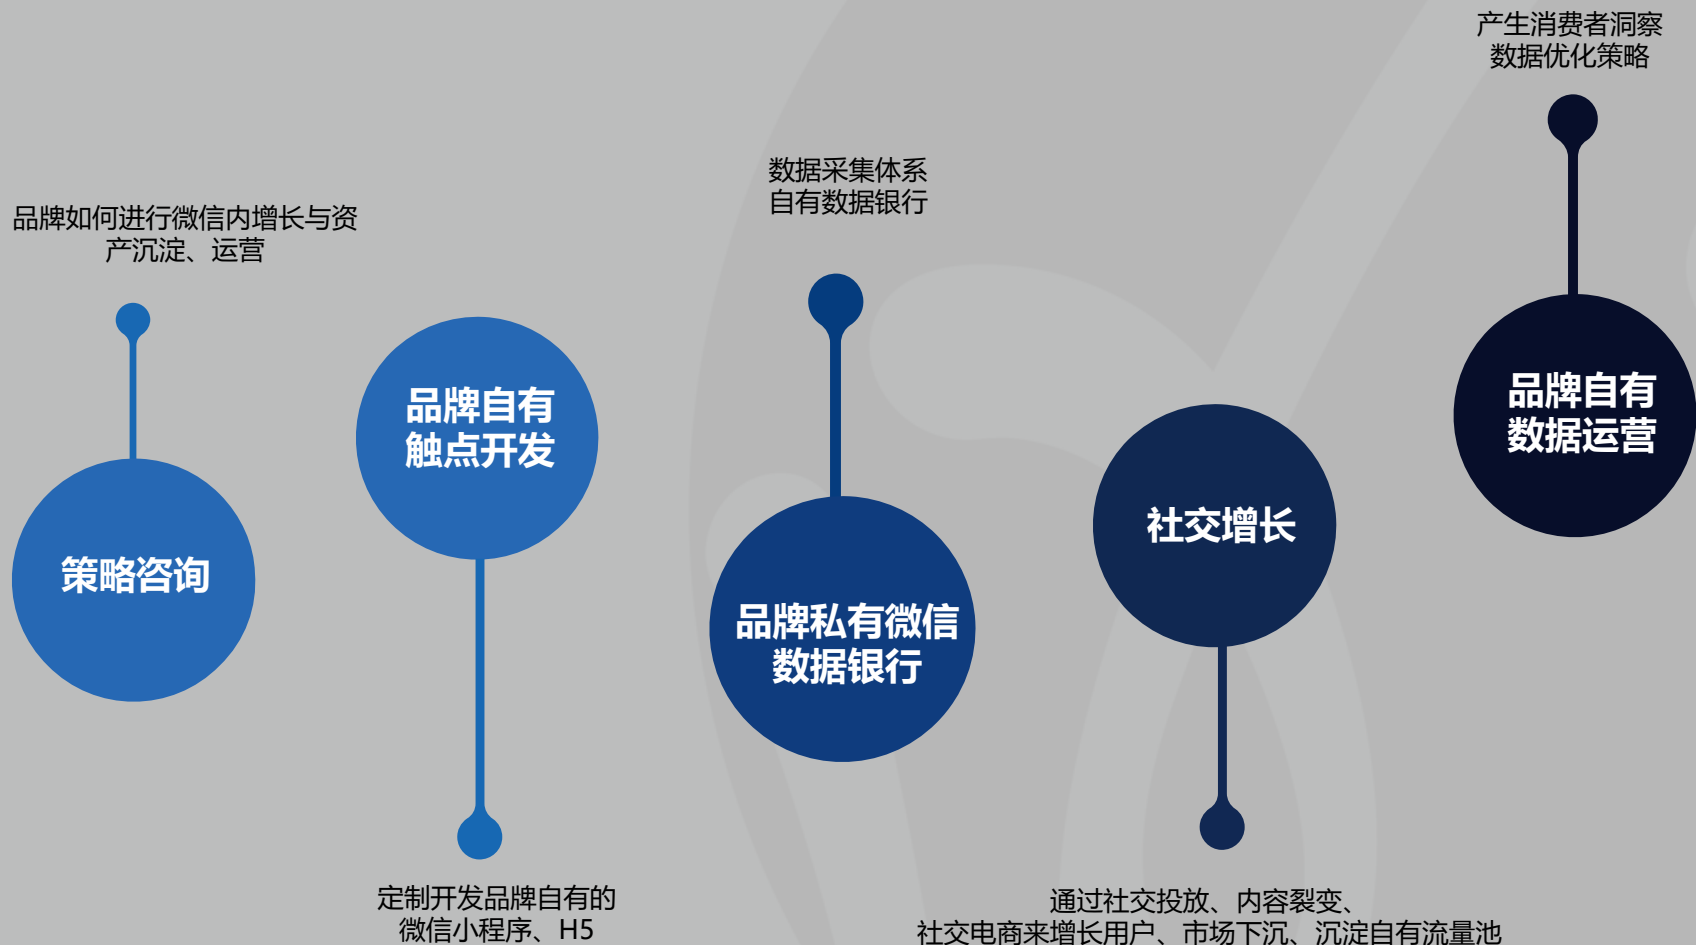 品牌如何进行微信内增长与资
产沉淀、运营
策略咨询
品牌自有
触点开发
定制开发品牌自有的
微信小程序、H5
数据采集体系
自有数据银行
品牌私有微信
数据银行
社交增长
通过社交投放、内容裂变、
社交电商来增长用户、市场下沉、沉淀自有流量池
产生消费者洞察
数据优化策略
品牌自有
数据运营